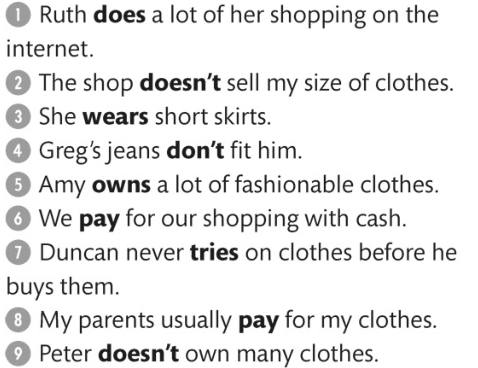 1 Ruth does a lot of her shopping on the
internet.
2 The shop doesn't sell my size of clothes.
3 She wears short skirts.
4 Greg's jeans don't fit him.
5 Amy owns a lot of fashionable clothes.
6 We pay for our shopping with cash.
7 Duncan never tries on clothes before he
buys them.
8 My parents usually pay for my clothes.
9 Peter doesn't own many clothes.